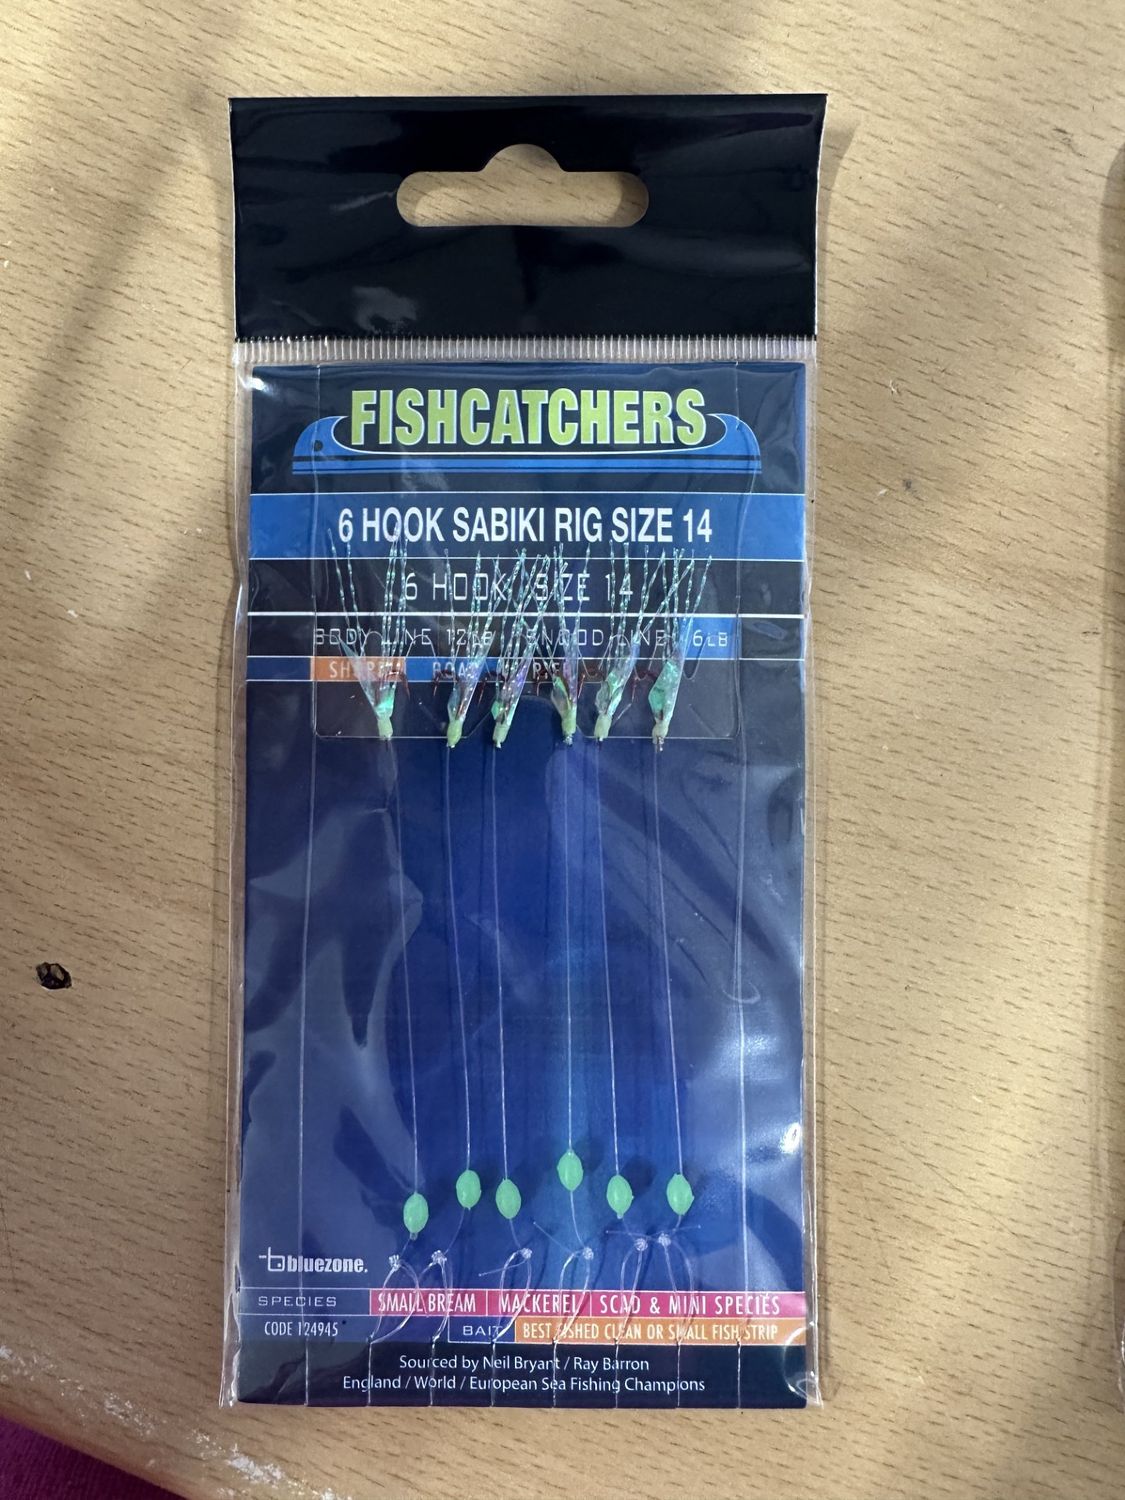 FISHCATCHERS
6 HOOK SABIKI RIG SIZE 14
6 HOOK SIZE 14
BODY LINE 12LB SNOOD LINE 6LB
bluezone.
SPECIES SMALL BREAM MACKEREL SCAD & MINI SPECIES
CODE 124945 BAIT BEST FISHED CLEAN OR SMALL FISH STRIP
Sourced by Neil Bryant / Ray Barron
England / World / European Sea Fishing Champions